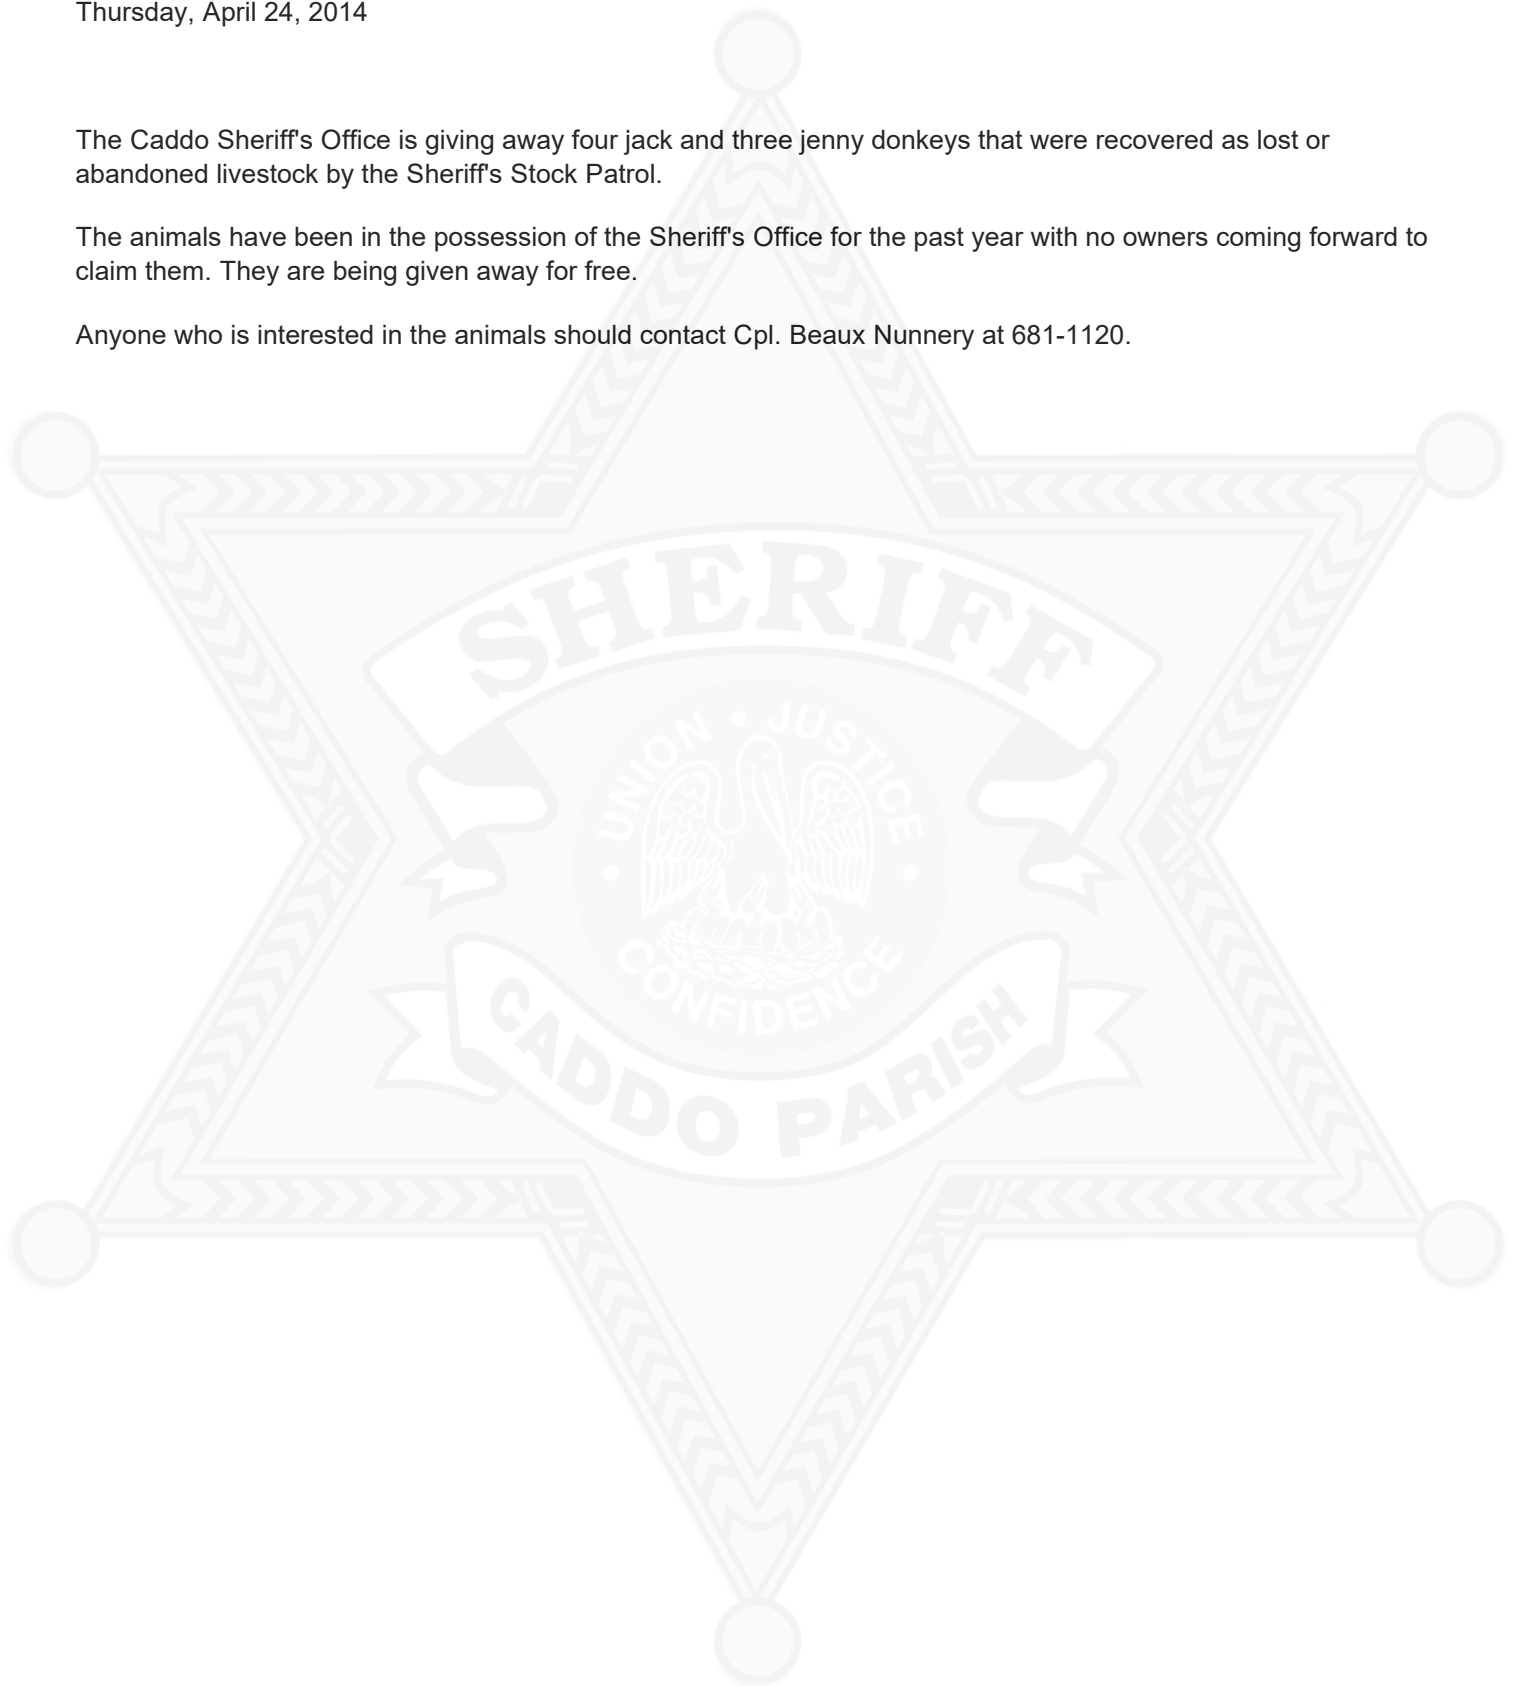 Thursday, April 24, 2014
The Caddo Sheriff's Office is giving away four jack and three jenny donkeys that were recovered as lost or
abandoned livestock by the Sheriff's Stock Patrol.
The animals have been in the possession of the Sheriff's Office for the past year with no owners coming forward to
claim them. They are being given away for free.
Anyone who is interested in the animals should contact Cpl. Beaux Nunnery at 681-1120.
SHERIFF
UNION • JUSTICE
• CONFIDENCE •
CADDO PARISH